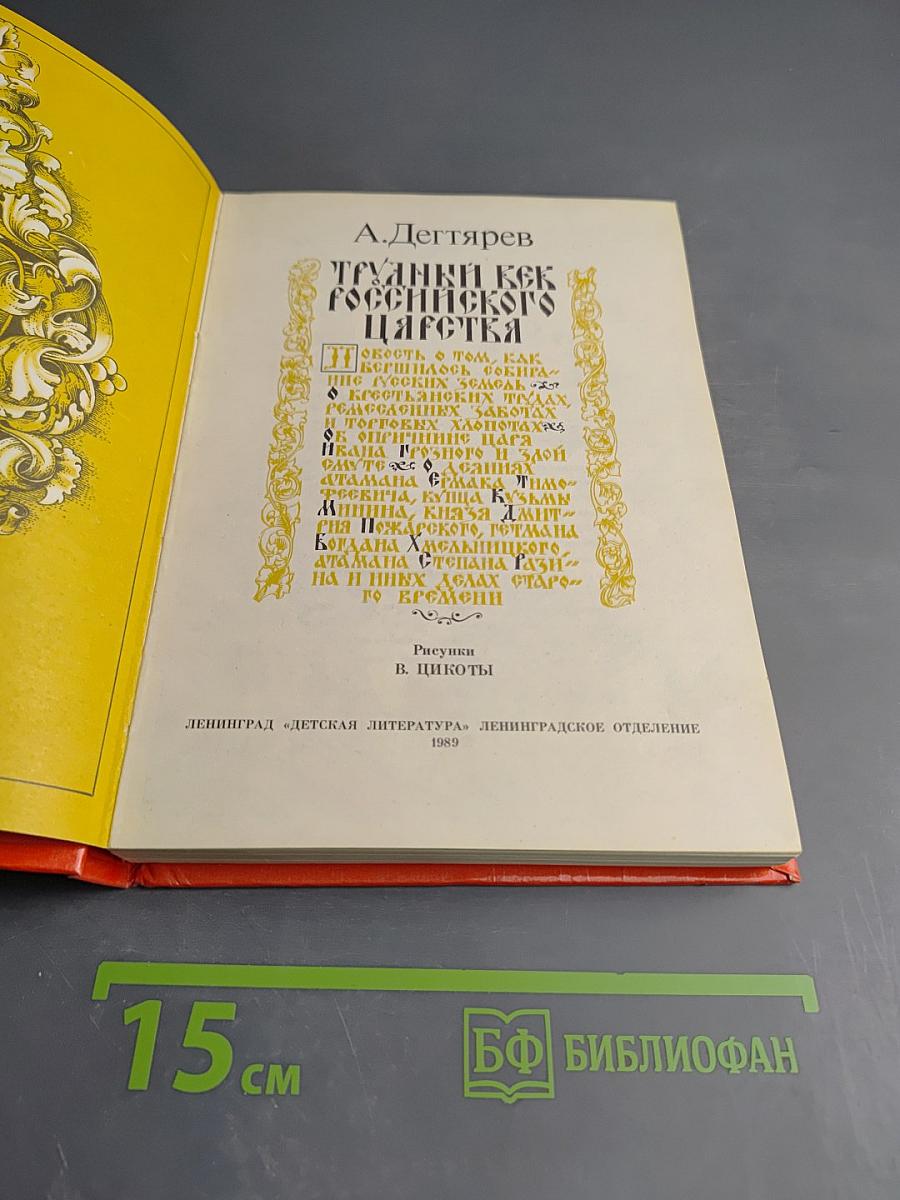 А. Дегтярев
ТРУДНЫЙ ВЕК
РОССИЙСКОГО
ЦАРСТВА
ПОВЕСТЬ О ТОМ, КАК
ВЕРШИЛОСЬ СОБИРА-
НИЕ РУССКИХ ЗЕМЕЛЬ
О КРЕСТЬЯНСКИХ ТРУДАХ,
РЕМЕСЛЕННЫХ ЗАБОТАХ
И ТОРГОВЫХ ХЛОПОТАХ
ОБ ОПРИЧНИНЕ ЦАРЯ
ИВАНА ГРОЗНОГО И ЗЛОЙ
СМУТЕ О ДЕЯНИЯХ
АТАМАНА ЕРМАКА ТИМО-
ФЕЕВИЧА, КУПЦА КУЗЬМЫ
МИНИНА, КНЯЗЯ ДМИТ-
РИЯ ПОЖАРСКОГО, ГЕТМАНА
БОГДАНА ХМЕЛЬНИЦКОГО,
АТАМАНА СТЕПАНА РАЗИ-
НА И ИНЫХ ДЕЛАХ СТАРО-
ГО ВРЕМЕНИ
Рисунки
В. ЦИКОТЫ
ЛЕНИНГРАД «ДЕТСКАЯ ЛИТЕРАТУРА» ЛЕНИНГРАДСКОЕ ОТДЕЛЕНИЕ
1989
15 см
БФ БИБЛИОФАН